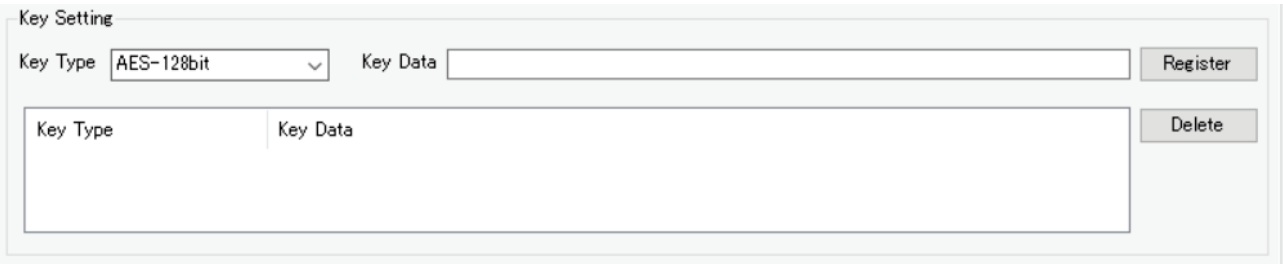 Key Setting
Key Type AES-128bit Key Data Register
Key Type Key Data Delete